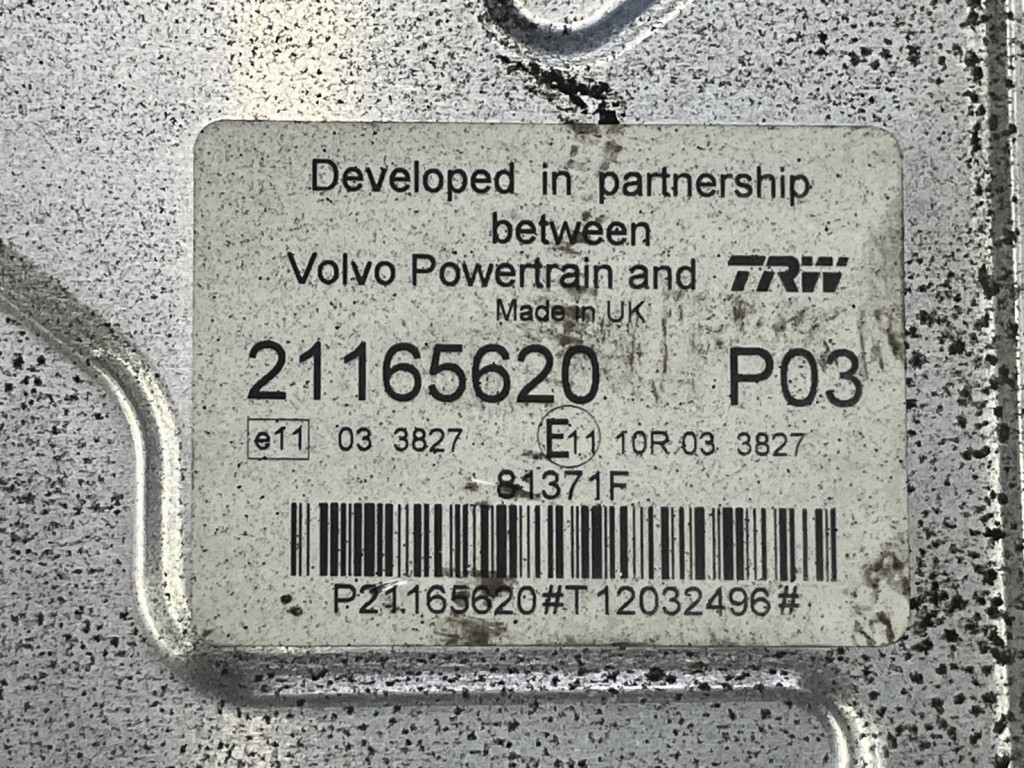 Developed in partnership
between
Volvo Powertrain and TRW
Made in UK
21165620 P03
e11 03 3827 E11 10R 03 3827
81371F
P21165620#T12032496#